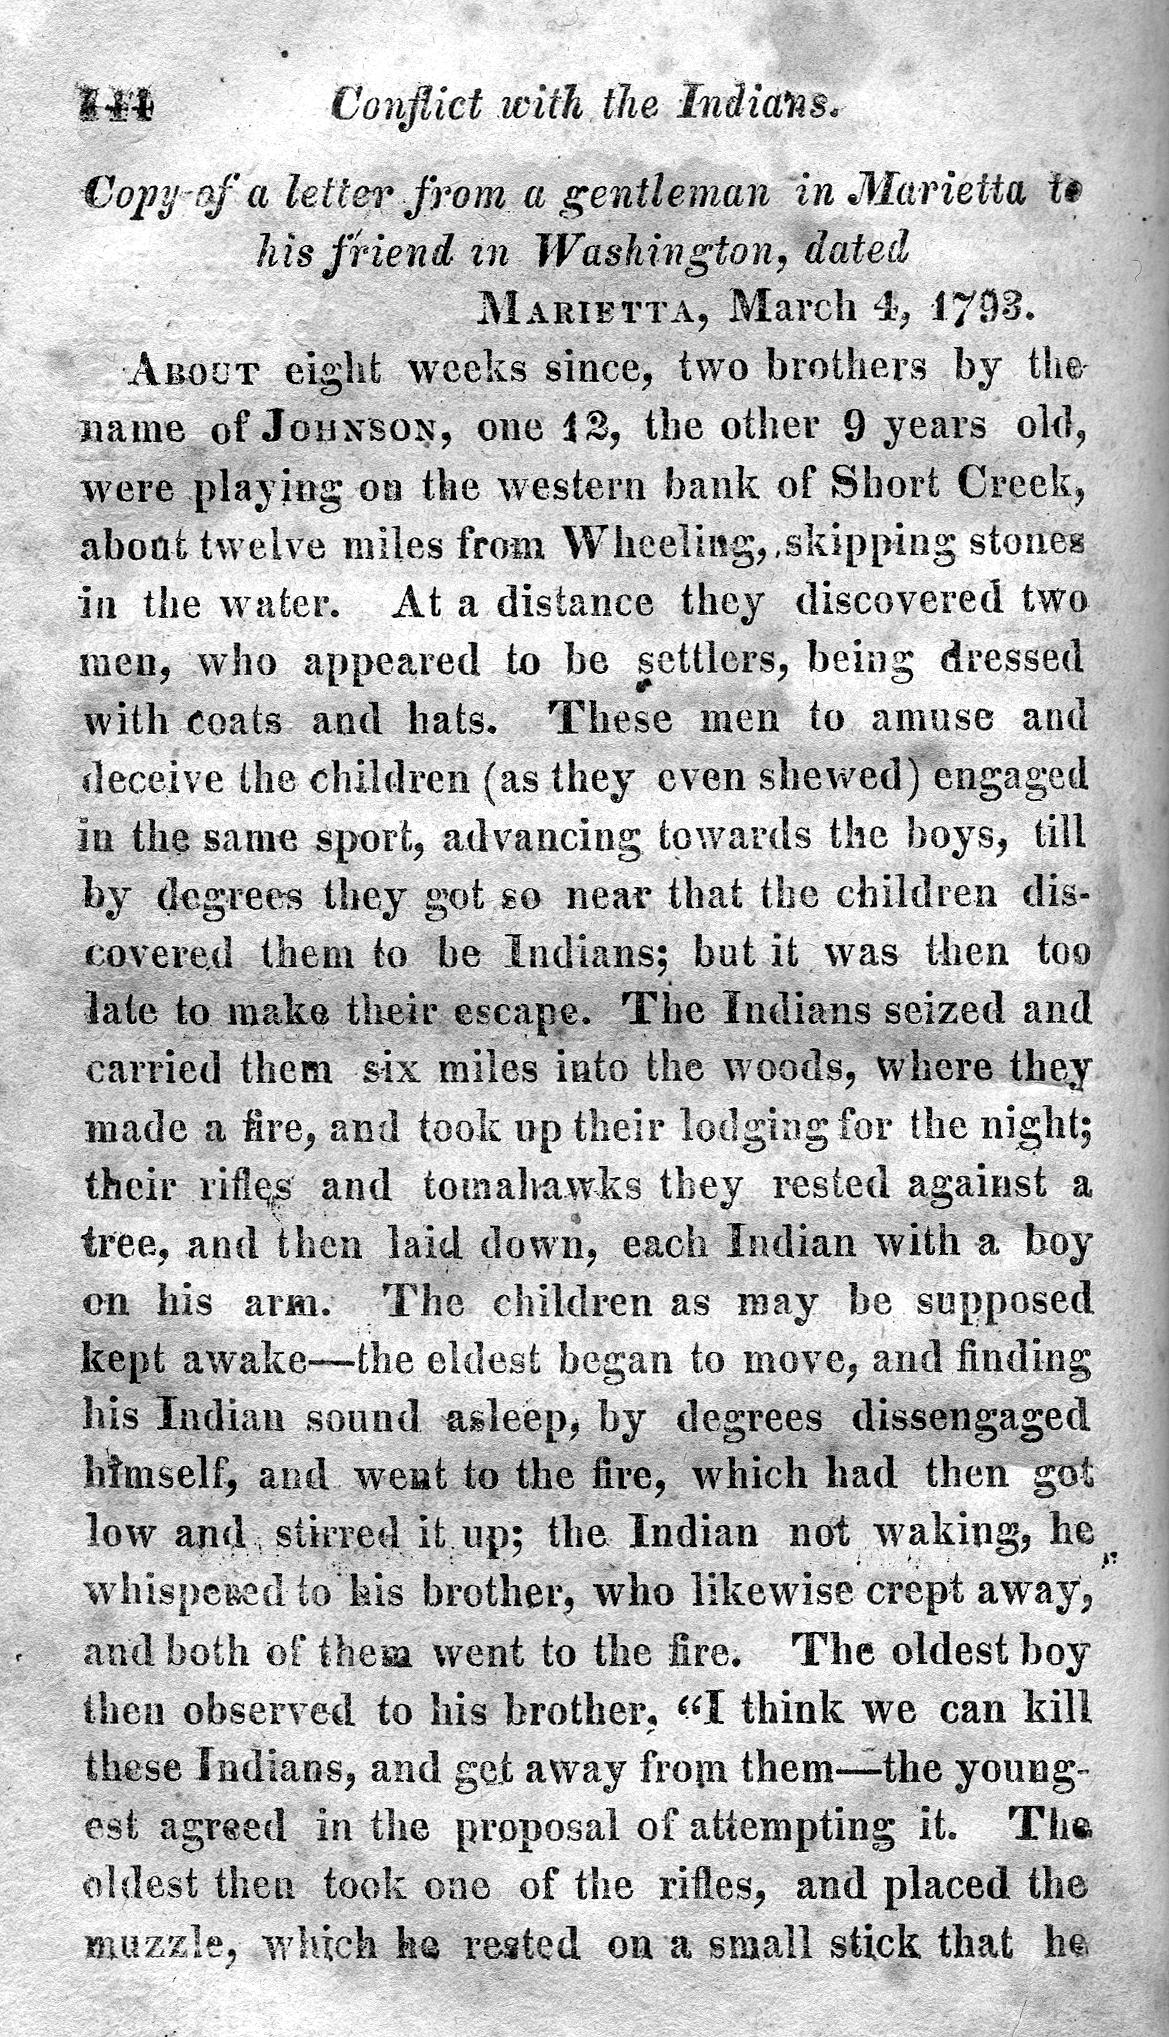 144 Conflict with the Indians.
Copy of a letter from a gentleman in Marietta to
his friend in Washington, dated
MARIETTA, March 4, 1793.
ABOUT eight weeks since, two brothers by the
name of JOHNSON, one 12, the other 9 years old,
were playing on the western bank of Short Creek,
about twelve miles from Wheeling, skipping stones
in the water. At a distance they discovered two
men, who appeared to be settlers, being dressed
with coats and hats. These men to amuse and
deceive the children (as they even shewed) engaged
in the same sport, advancing towards the boys, till
by degrees they got so near that the children dis-
covered them to be Indians; but it was then too
late to make their escape. The Indians seized and
carried them six miles into the woods, where they
made a fire, and took up their lodging for the night;
their rifles and tomahawks they rested against a
tree, and then laid down, each Indian with a boy
on his arm. The children as may be supposed
kept awake—the eldest began to move, and finding
his Indian sound asleep, by degrees dissengaged
himself, and went to the fire, which had then got
low and stirred it up; the Indian not waking, he
whispered to his brother, who likewise crept away,
and both of them went to the fire. The oldest boy
then observed to his brother, "I think we can kill
these Indians, and get away from them—the young-
est agreed in the proposal of attempting it. The
oldest then took one of the rifles, and placed the
muzzle, which he rested on a small stick that he